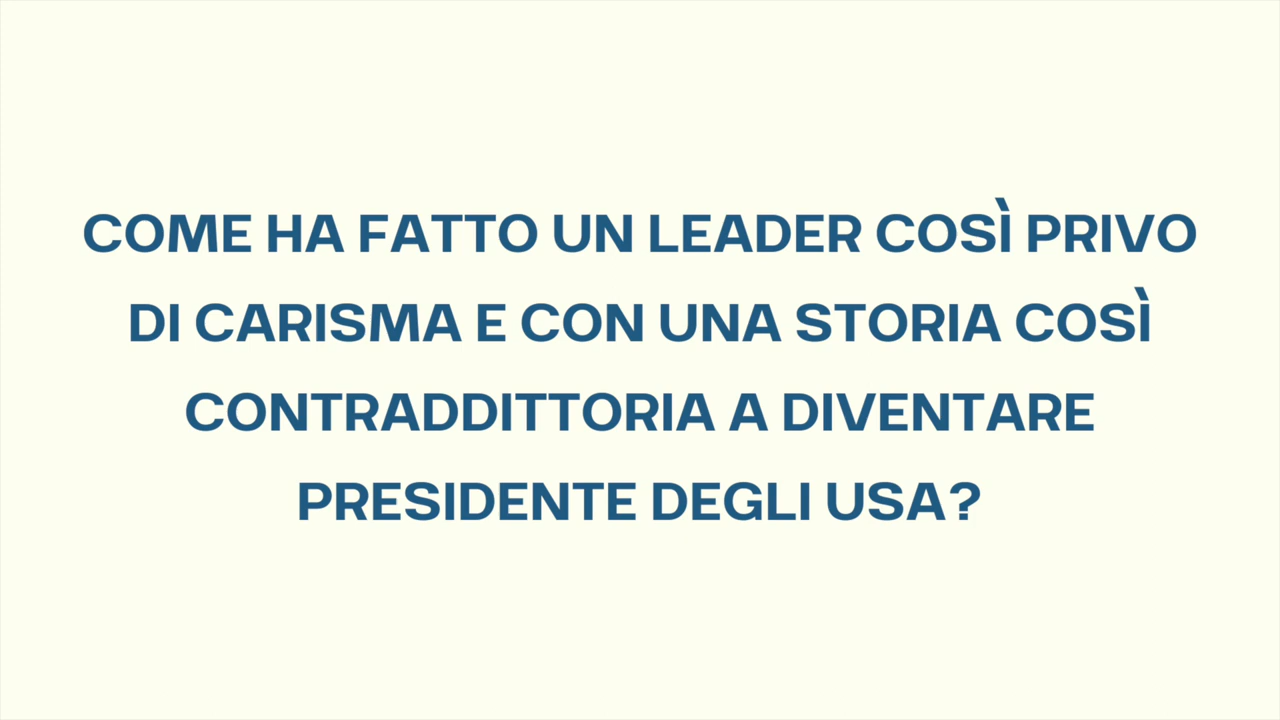 COME HA FATTO UN LEADER COSÌ PRIVO
DI CARISMA E CON UNA STORIA COSÌ
CONTRADDITTORIA A DIVENTARE
PRESIDENTE DEGLI USA?